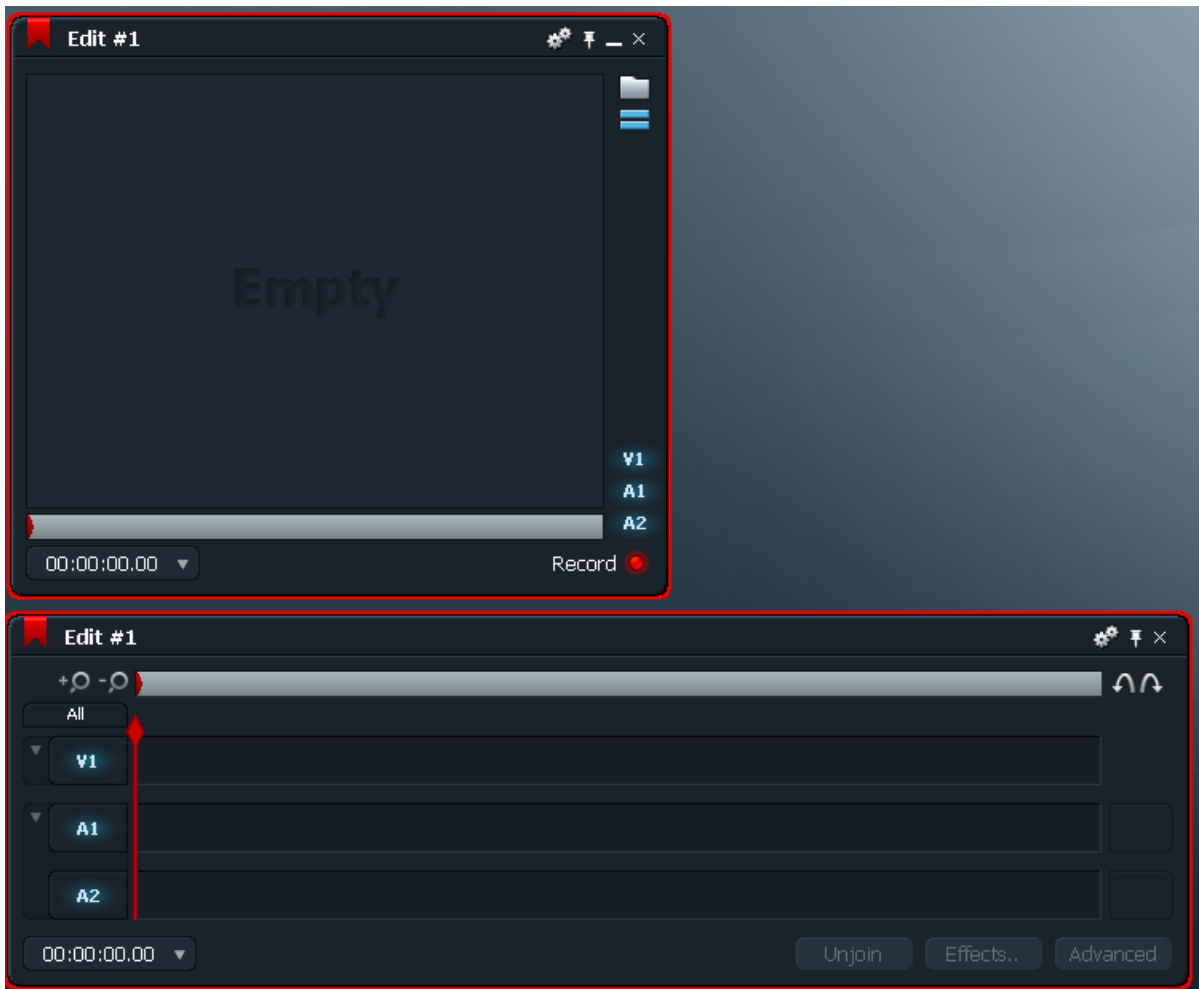 Edit #1
Empty
V1
A1
A2
00:00:00.00
Record
Edit #1
All
V1
A1
A2
00:00:00.00
Unjoin Effects.. Advanced